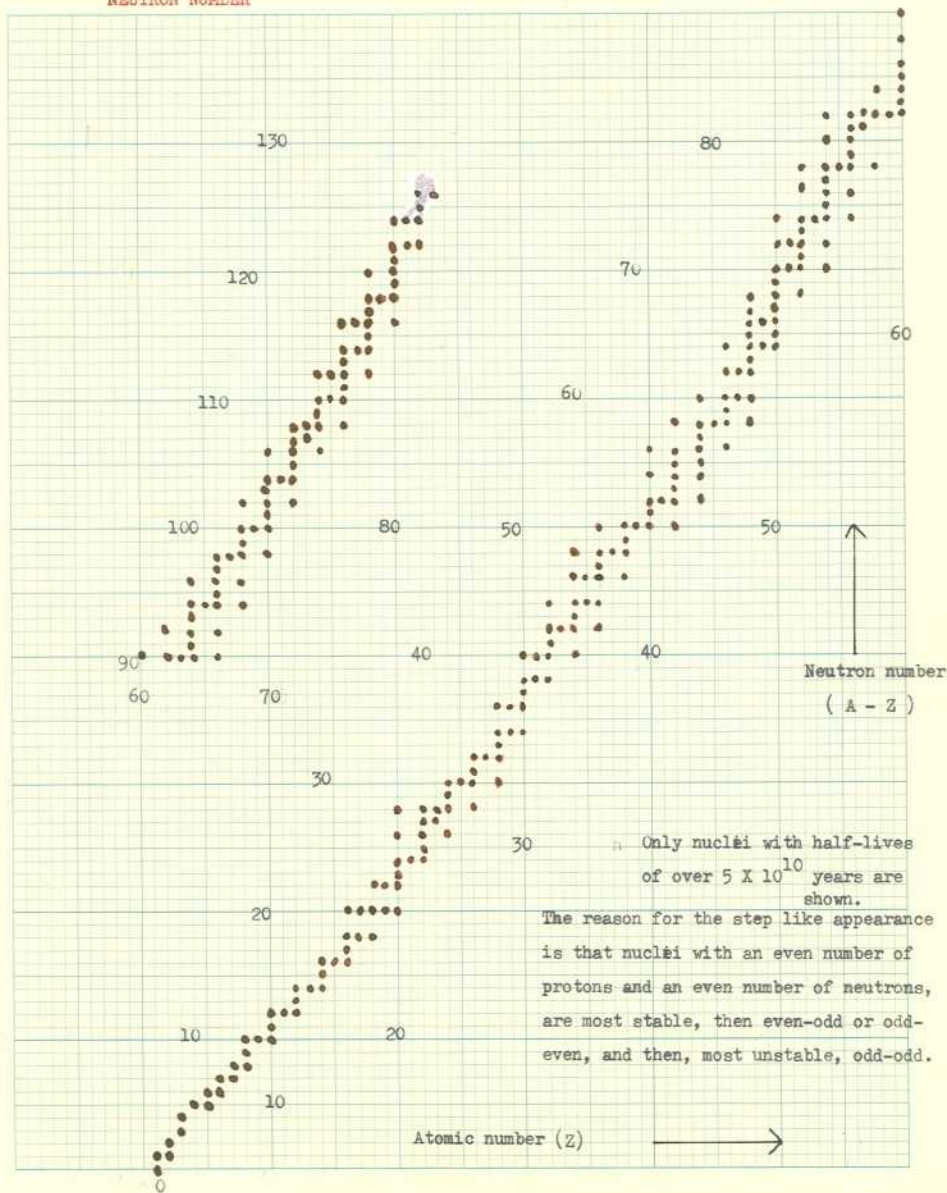 NEUTRON NUMBER
130
80
120
70
60
110
60
100
80
50
50
90
40
40
60
70
Neutron number
( A - Z )
30
30
Only nuclei with half-lives
of over 5 X 10^10 years are
shown.
20
The reason for the step like appearance
is that nuclei with an even number of
protons and an even number of neutrons,
are most stable, then even-odd or odd-
even, and then, most unstable, odd-odd.
10
20
10
Atomic number (Z)
0